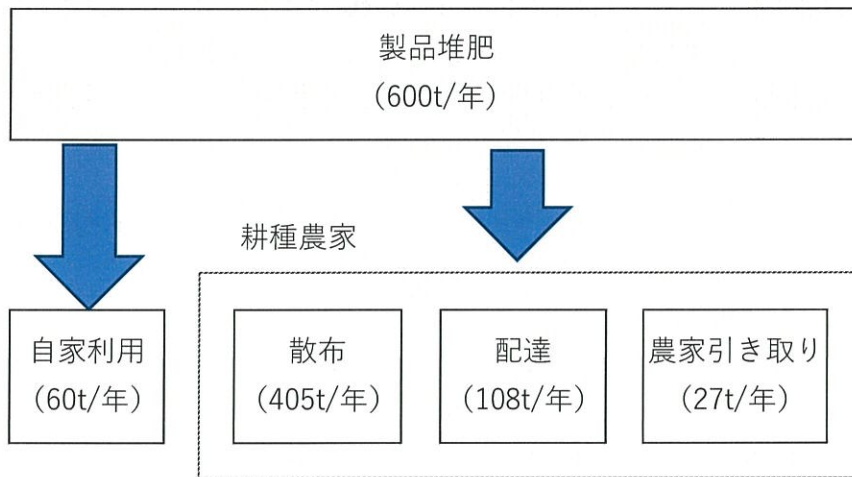 製品堆肥
(600t/年)
耕種農家
自家利用
(60t/年)
散布
(405t/年)
配達
(108t/年)
農家引き取り
(27t/年)